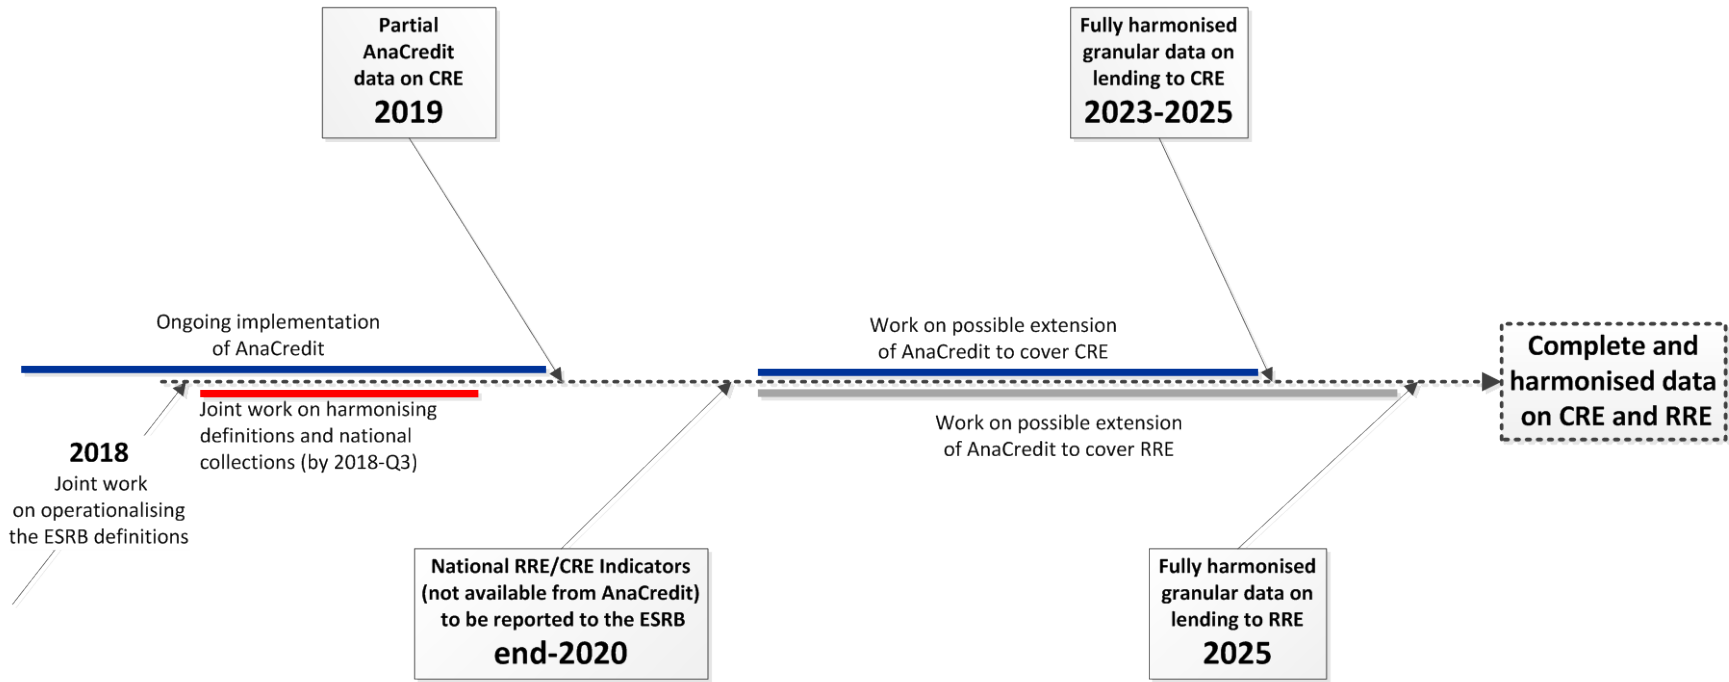 Partial
AnaCredit
data on CRE
2019
Fully harmonised
granular data on
lending to CRE
2023-2025
Ongoing implementation
of AnaCredit
Work on possible extension
of AnaCredit to cover CRE
Complete and
harmonised data
on CRE and RRE
Joint work on harmonising
definitions and national
collections (by 2018-Q3)
Work on possible extension
of AnaCredit to cover RRE
2018
Joint work
on operationalising
the ESRB definitions
National RRE/CRE Indicators
(not available from AnaCredit)
to be reported to the ESRB
end-2020
Fully harmonised
granular data on
lending to RRE
2025